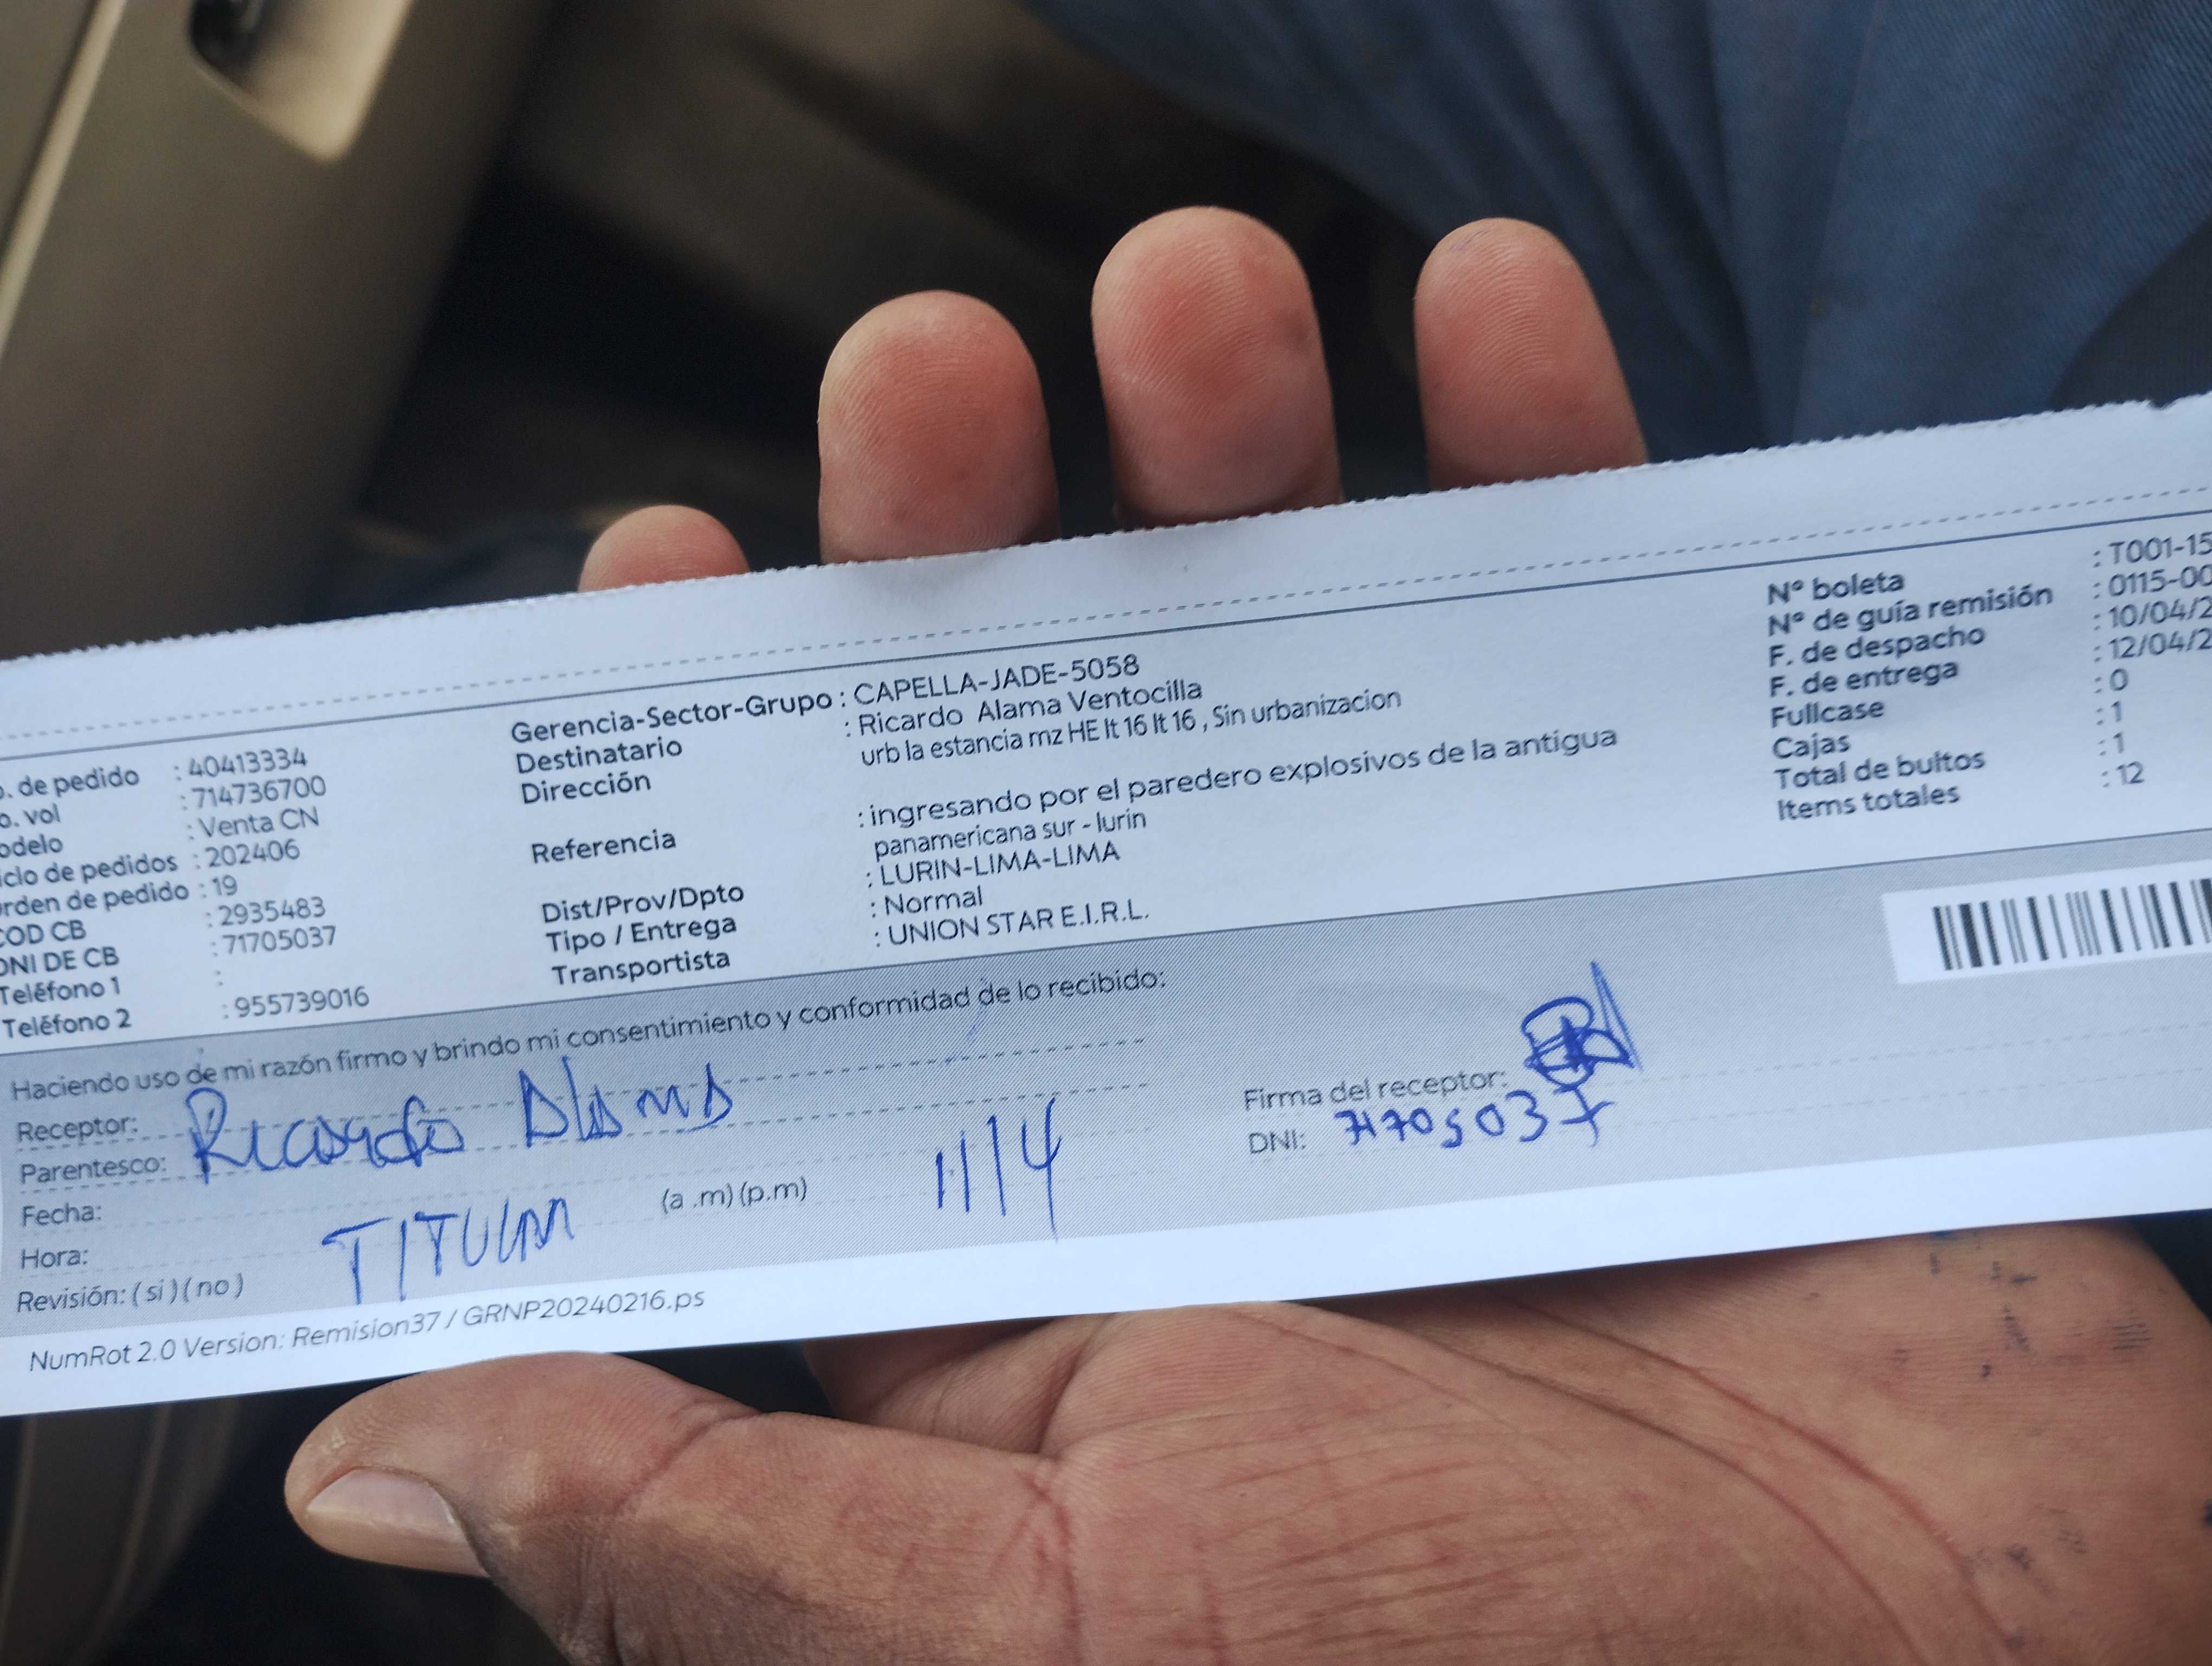 . de pedido : 40413334
o. vol : 714736700
odelo : Venta CN
iclo de pedidos : 202406
rden de pedido : 19
COD CB : 2935483
DNI DE CB : 71705037
Teléfono 1 :
Teléfono 2 : 955739016
Gerencia-Sector-Grupo : CAPELLA-JADE-5058
Destinatario : Ricardo Alama Ventocilla
Dirección urb la estancia mz HE lt 16 lt 16 , Sin urbanizacion
Referencia : ingresando por el paredero explosivos de la antigua
panamericana sur - lurin
Dist/Prov/Dpto : LURIN-LIMA-LIMA
Tipo / Entrega : Normal
Transportista : UNION STAR E.I.R.L.
N° boleta : T001-15
N° de guía remisión : 0115-00
F. de despacho : 10/04/2
F. de entrega : 12/04/2
Fullcase : 0
Cajas : 1
Total de bultos : 1
Items totales : 12
Haciendo uso de mi razón firmo y brindo mi consentimiento y conformidad de lo recibido:
Receptor: Ricardo Alama
Parentesco:
Fecha:
Hora: (a .m) (p.m) 11/4
Revisión: ( si ) ( no ) TITULAR
Firma del receptor:
DNI: 71705037
NumRot 2.0 Version: Remision37 / GRNP20240216.ps